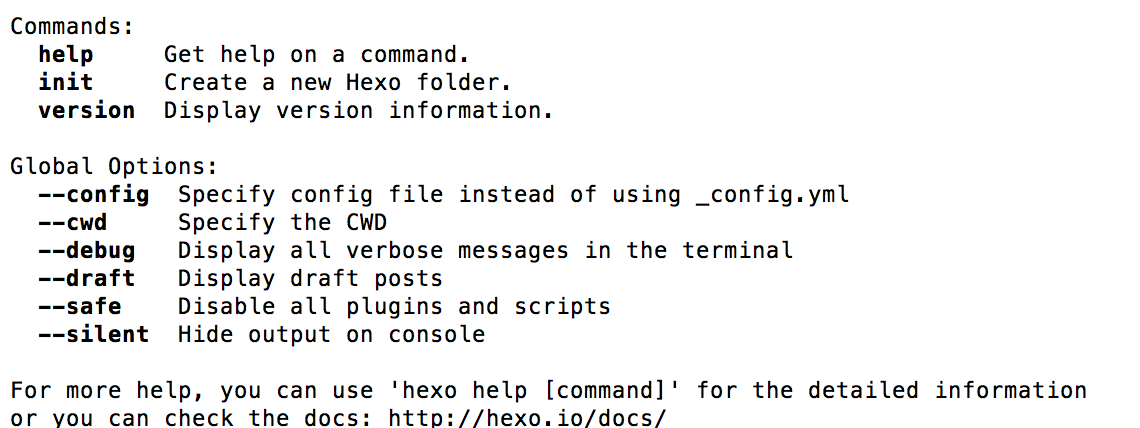 Commands:
  help     Get help on a command.
  init     Create a new Hexo folder.
  version  Display version information.

Global Options:
  --config  Specify config file instead of using _config.yml
  --cwd     Specify the CWD
  --debug   Display all verbose messages in the terminal
  --draft   Display draft posts
  --safe    Disable all plugins and scripts
  --silent  Hide output on console

For more help, you can use 'hexo help [command]' for the detailed information
or you can check the docs: http://hexo.io/docs/